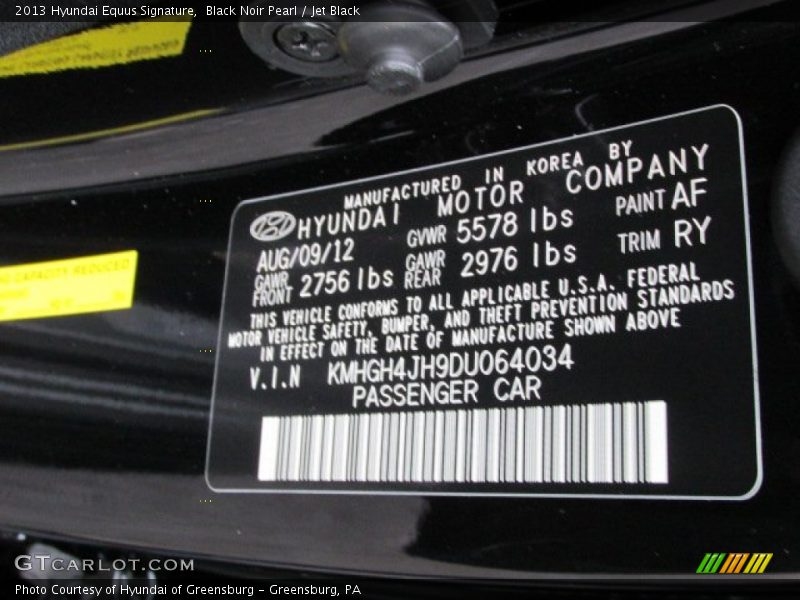 2013 Hyundai Equus Signature, Black Noir Pearl / Jet Black
MANUFACTURED IN KOREA BY
HYUNDAI MOTOR COMPANY
AUG/09/12 GVWR 5578 lbs PAINT AF
GAWR FRONT 2756 lbs GAWR REAR 2976 lbs TRIM RY
THIS VEHICLE CONFORMS TO ALL APPLICABLE U.S.A. FEDERAL
MOTOR VEHICLE SAFETY, BUMPER, AND THEFT PREVENTION STANDARDS
IN EFFECT ON THE DATE OF MANUFACTURE SHOWN ABOVE
V.I.N KMHGH4JH9DU064034
PASSENGER CAR
CAPACITY REDUCED
GTCARLOT.COM
Photo Courtesy of Hyundai of Greensburg - Greensburg, PA